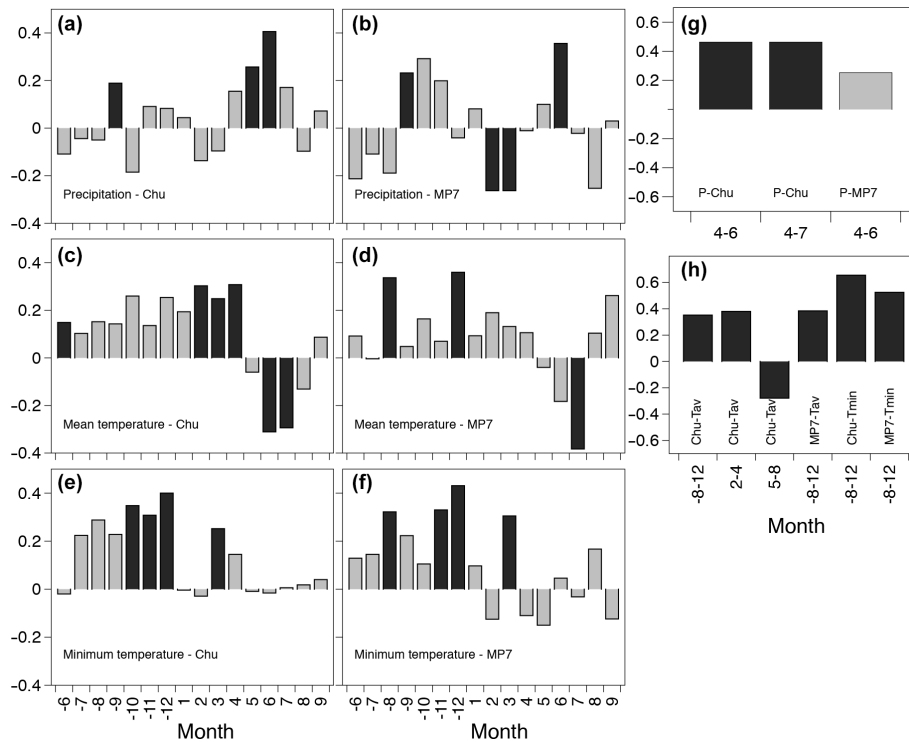 (a)
0.4
0.2
0
−0.2
−0.4
Precipitation - Chu
(b)
Precipitation - MP7
(c)
0.4
0.2
0
−0.2
−0.4
Mean temperature - Chu
(d)
Mean temperature - MP7
(e)
0.4
0.2
0
−0.2
−0.4
Minimum temperature - Chu
(f)
Minimum temperature - MP7
-6 -7 -8 -9 -10 -11 -12 1 2 3 4 5 6 7 8 9
Month
-6 -7 -8 -9 -10 -11 -12 1 2 3 4 5 6 7 8 9
Month
(g)
0.6
0.4
0.2
−0.2
−0.4
−0.6
P-Chu P-Chu P-MP7
4-6 4-7 4-6
(h)
0.6
0.4
0.2
0
−0.2
−0.4
−0.6
Chu-Tav Chu-Tav Chu-Tav MP7-Tav Chu-Tmin MP7-Tmin
-8-12 2-4 5-8 -8-12 -8-12 -8-12
Month